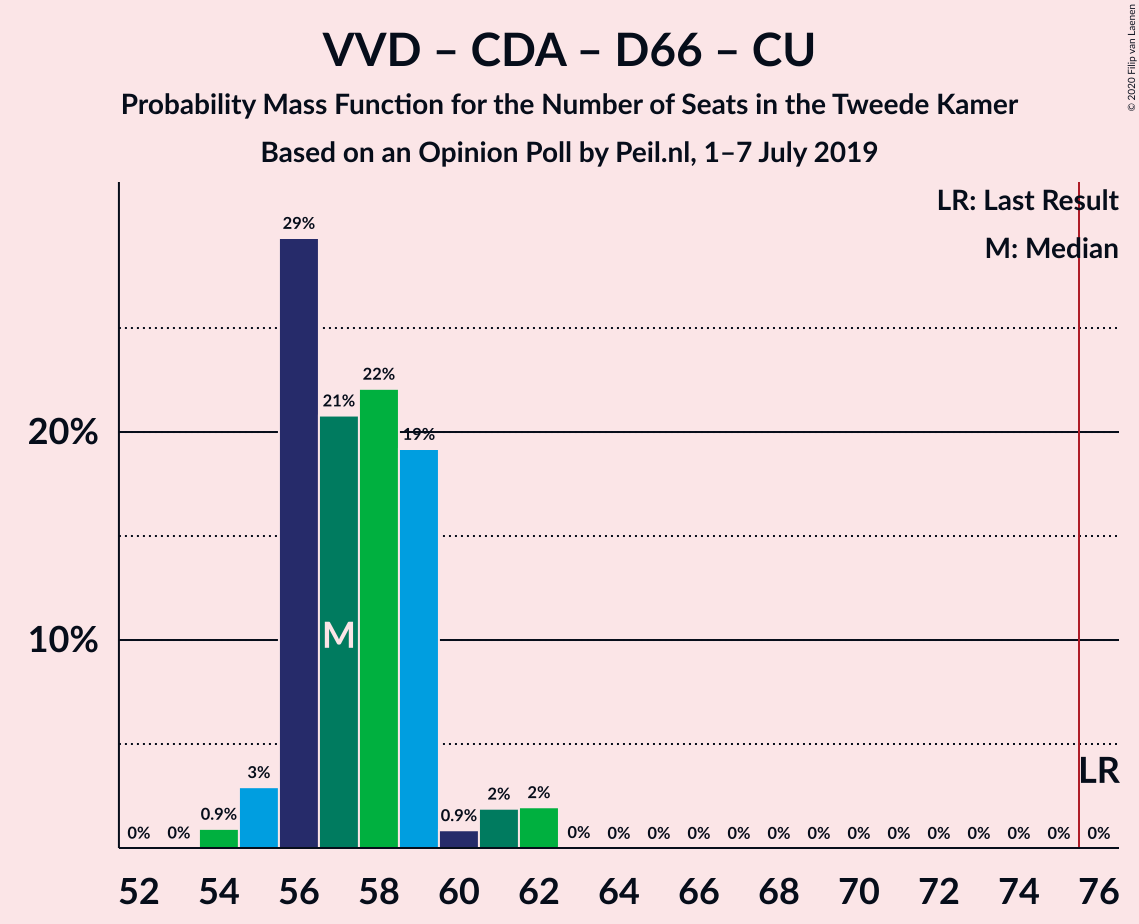 VVD – CDA – D66 – CU
Probability Mass Function for the Number of Seats in the Tweede Kamer
Based on an Opinion Poll by Peil.nl, 1–7 July 2019
© 2020 Filip van Laenen
LR: Last Result
M: Median
29%
22%
21%
19%
20%
10%
M
3%
0.9%
0.9%
2%
2%
LR
0% 0% 0% 0% 0% 0% 0% 0% 0% 0% 0% 0% 0% 0% 0% 0%
52 54 56 58 60 62 64 66 68 70 72 74 76